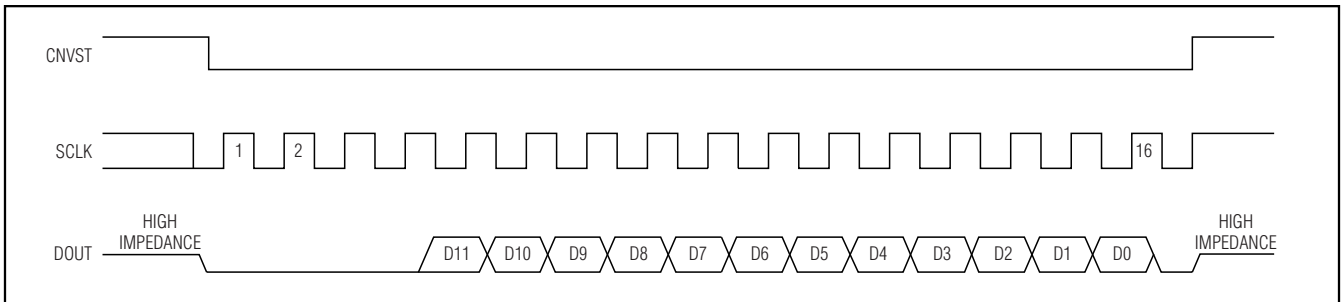 CNVST
SCLK
1
2
16
HIGH
IMPEDANCE
HIGH
IMPEDANCE
DOUT
D11
D10
D9
D8
D7
D6
D5
D4
D3
D2
D1
D0